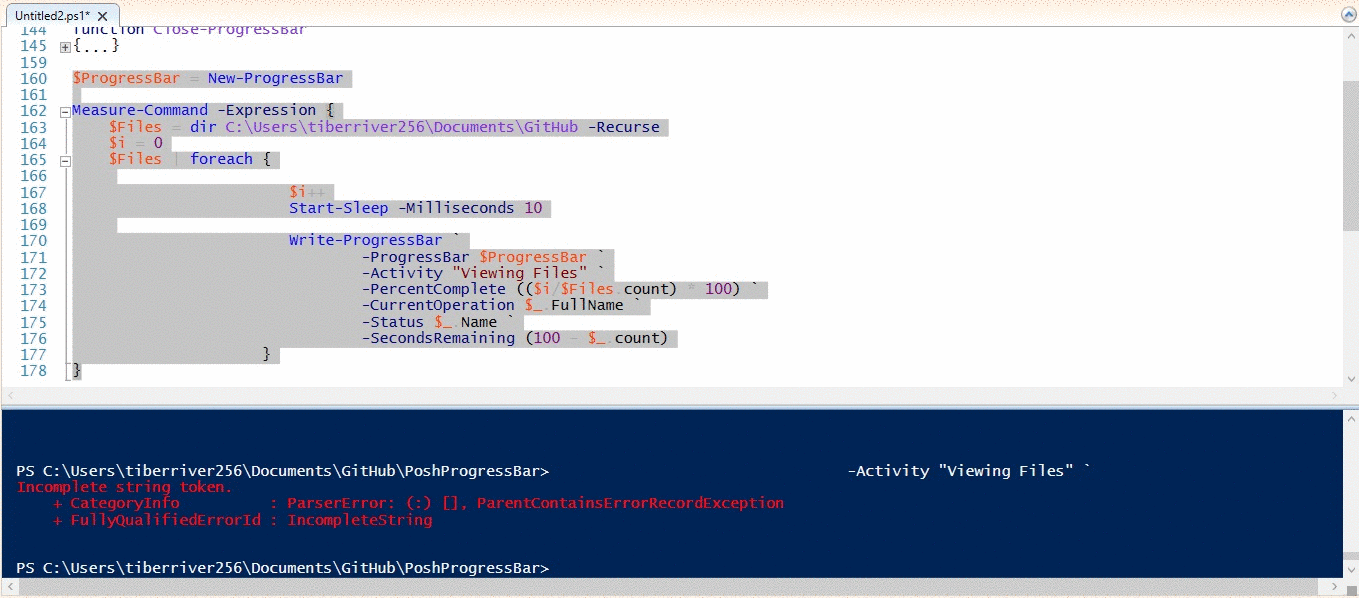 Untitled2.ps1* X
144 function Close-ProgressBar
145 {...}
159
160 $ProgressBar = New-ProgressBar
161
162 Measure-Command -Expression {
163 $Files = dir C:\Users\tiberriver256\Documents\GitHub -Recurse
164 $i = 0
165 $Files | foreach {
166
167 $i++
168 Start-Sleep -Milliseconds 10
169
170 Write-ProgressBar `
171 -ProgressBar $ProgressBar `
172 -Activity "Viewing Files" `
173 -PercentComplete (($i/$Files.count) * 100) `
174 -CurrentOperation $_.FullName `
175 -Status $_.Name `
176 -SecondsRemaining (100 - $_.count)
177 }
178 }
PS C:\Users\tiberriver256\Documents\GitHub\PoshProgressBar> -Activity "Viewing Files" `
Incomplete string token.
+ CategoryInfo : ParserError: (:) [], ParentContainsErrorRecordException
+ FullyQualifiedErrorId : IncompleteString
PS C:\Users\tiberriver256\Documents\GitHub\PoshProgressBar>